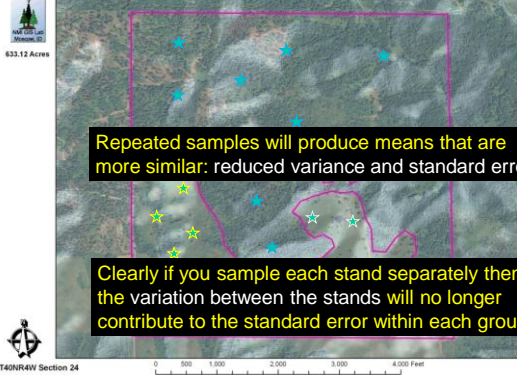 NMI GIS Lab
Moscow, ID
633.12 Acres
Repeated samples will produce means that are
more similar: reduced variance and standard erro
Clearly if you sample each stand separately then
the variation between the stands will no longer
contribute to the standard error within each grou
T40NR4W Section 24
0 500 1,000 2,000 3,000 4,000 Feet